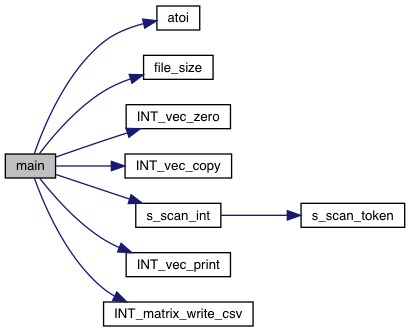 atoi
file_size
INT_vec_zero
main
INT_vec_copy
s_scan_int
s_scan_token
INT_vec_print
INT_matrix_write_csv